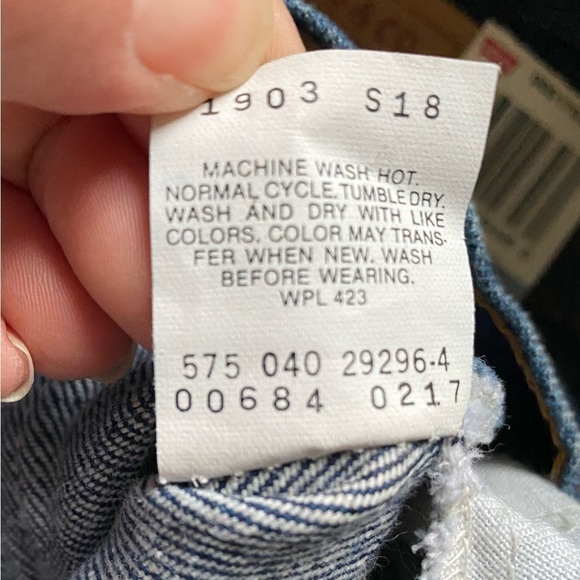 1903 S18
MACHINE WASH HOT.
NORMAL CYCLE. TUMBLE DRY.
WASH AND DRY WITH LIKE
COLORS. COLOR MAY TRANS-
FER WHEN NEW. WASH
BEFORE WEARING.
WPL 423
575 040 29296-4
00684 0217